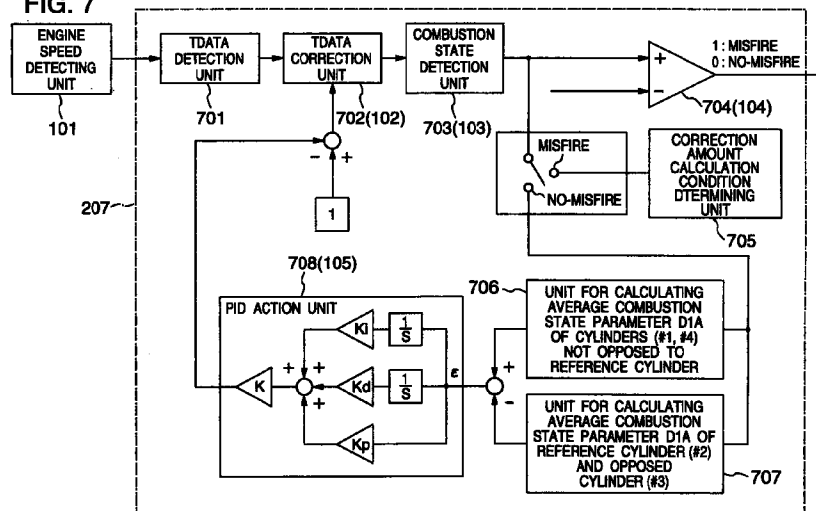 FIG. 7
ENGINE
SPEED
DETECTING
UNIT
101
TDATA
DETECTION
UNIT
701
TDATA
CORRECTION
UNIT
702(102)
COMBUSTION
STATE
DETECTION
UNIT
703(103)
+
−
1 : MISFIRE
0 : NO-MISFIRE
704(104)
MISFIRE
NO-MISFIRE
CORRECTION
AMOUNT
CALCULATION
CONDITION
DTERMINING
UNIT
705
− +
1
207
708(105)
PID ACTION UNIT
Ki
1/S
+ +
K
Kd
1/S
ε
+
Kp
+
−
706
UNIT FOR CALCULATING
AVERAGE COMBUSTION
STATE PARAMETER D1A
OF CYLINDERS (#1, #4)
NOT OPPOSED TO
REFERENCE CYLINDER
UNIT FOR CALCULATING
AVERAGE COMBUSTION
STATE PARAMETER D1A OF
REFERENCE CYLINDER (#2)
AND OPPOSED
CYLINDER (#3)
707